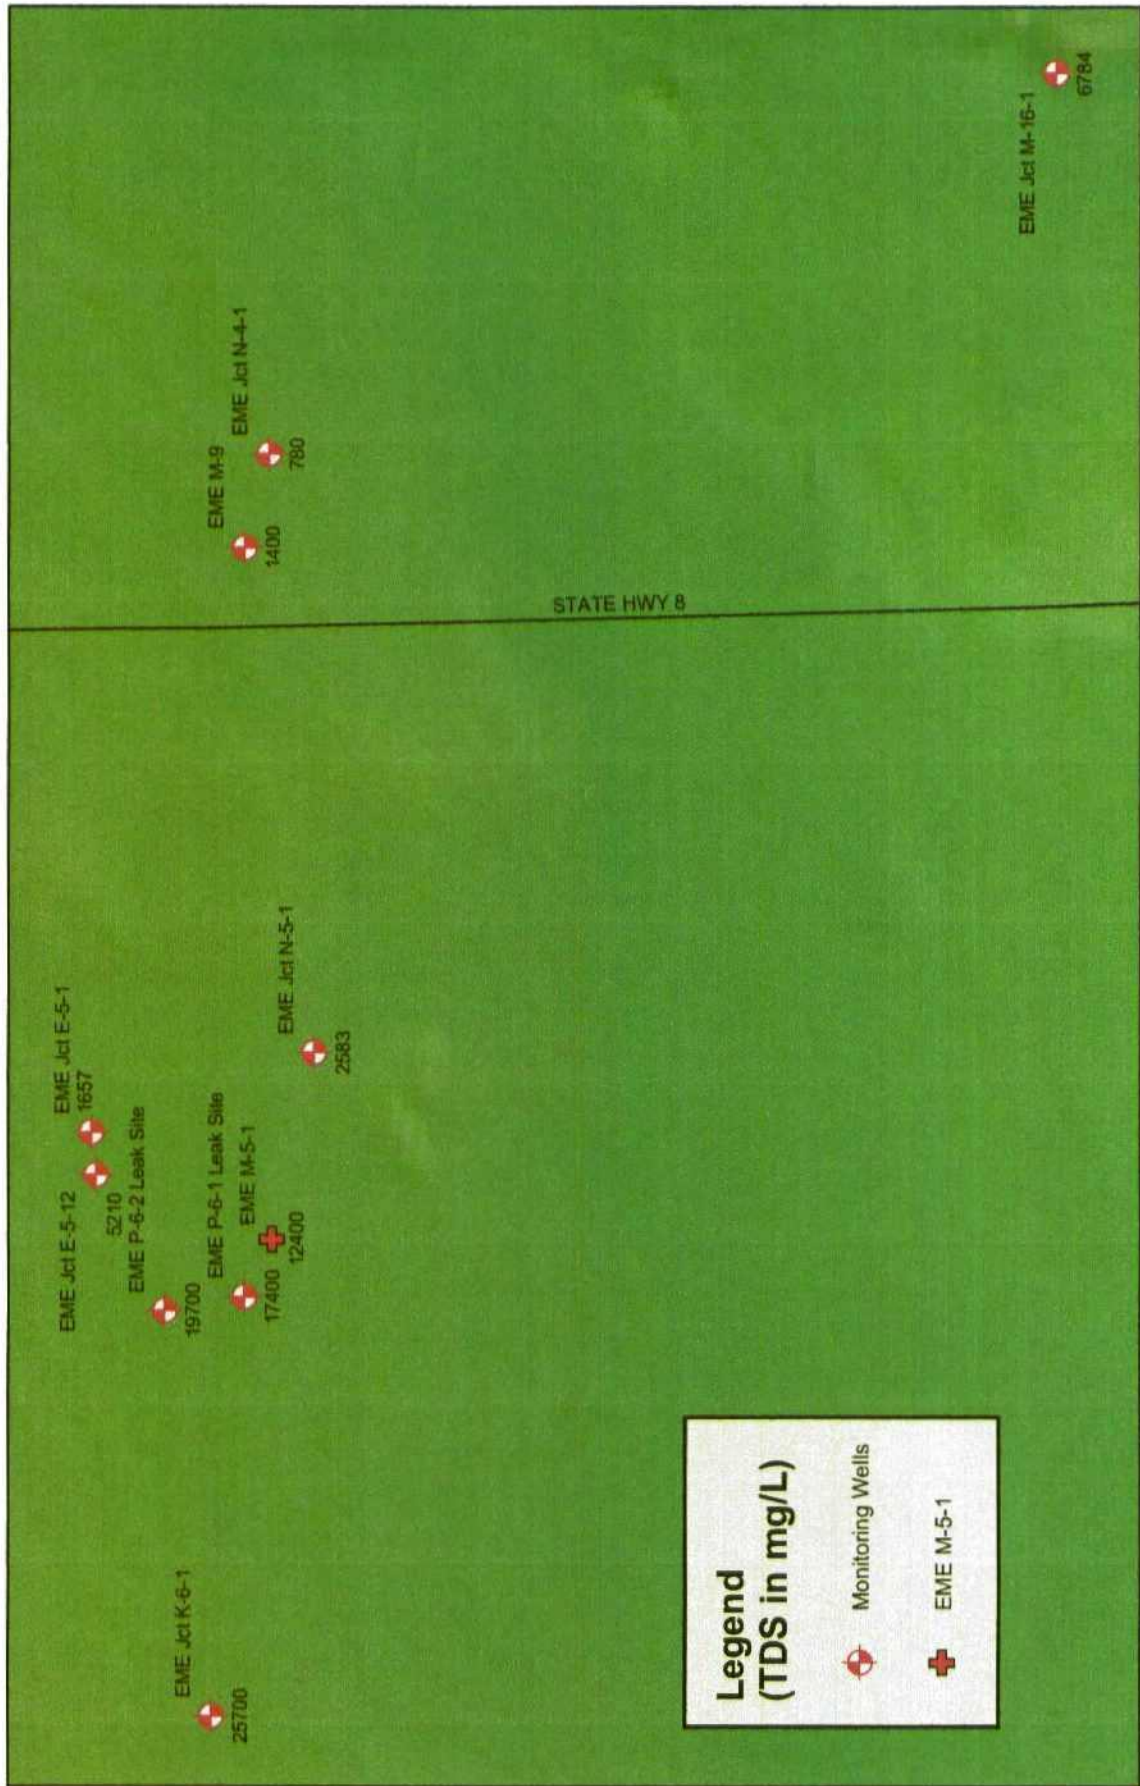 EME Jct E-5-12
EME Jct E-5-1
1657
5210
EME P-6-2 Leak Site
19700
EME Jct K-6-1
25700
EME P-6-1 Leak Site
EME M-5-1
17400
12400
EME Jct N-5-1
2583
EME M-9
1400
EME Jct N-4-1
780
STATE HWY 8
EME Jct M-16-1
6784
Legend
(TDS in mg/L)
Monitoring Wells
EME M-5-1